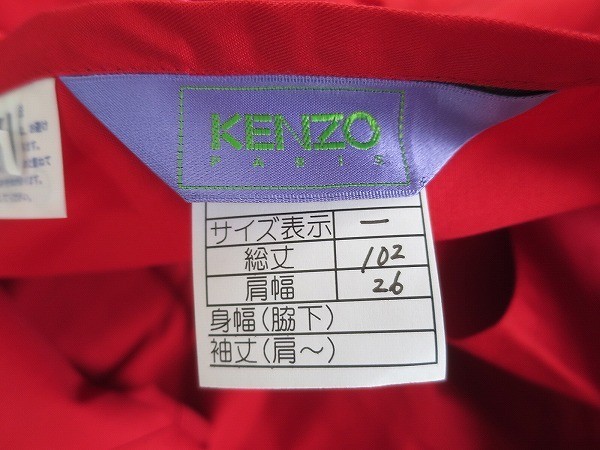 KENZO
PARIS
サイズ表示 ー
総丈 102
肩幅 26
身幅(脇下)
袖丈(肩〜)